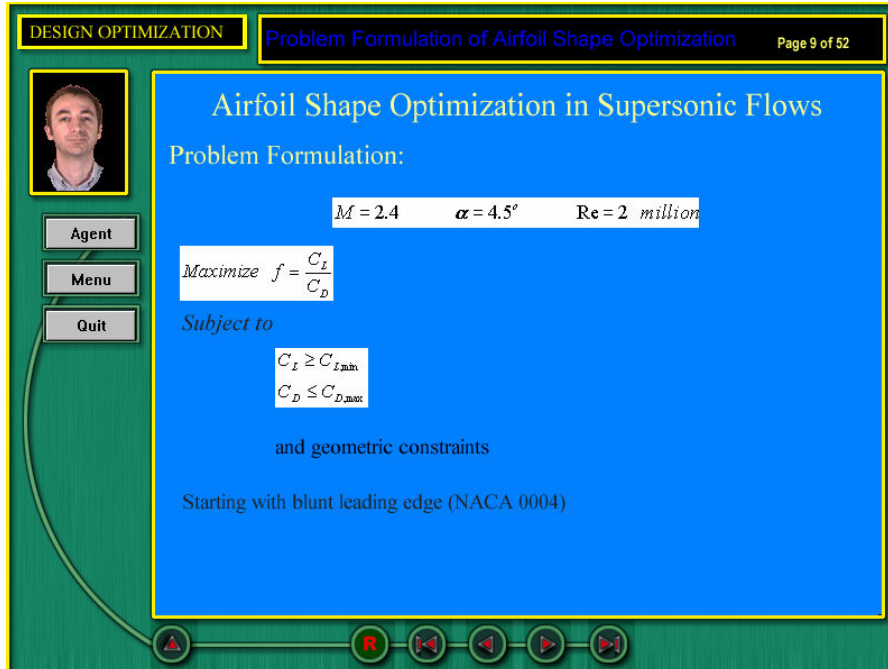 DESIGN OPTIMIZATION
Problem Formulation of Airfoil Shape Optimization
Page 9 of 52
Airfoil Shape Optimization in Supersonic Flows
Problem Formulation:
M = 2.4 α = 4.5° Re = 2 million
Agent
Menu
Quit
Maximize f = C_L / C_D
Subject to
C_L ≥ C_L,min
C_D ≤ C_D,max
and geometric constraints
Starting with blunt leading edge (NACA 0004)
R